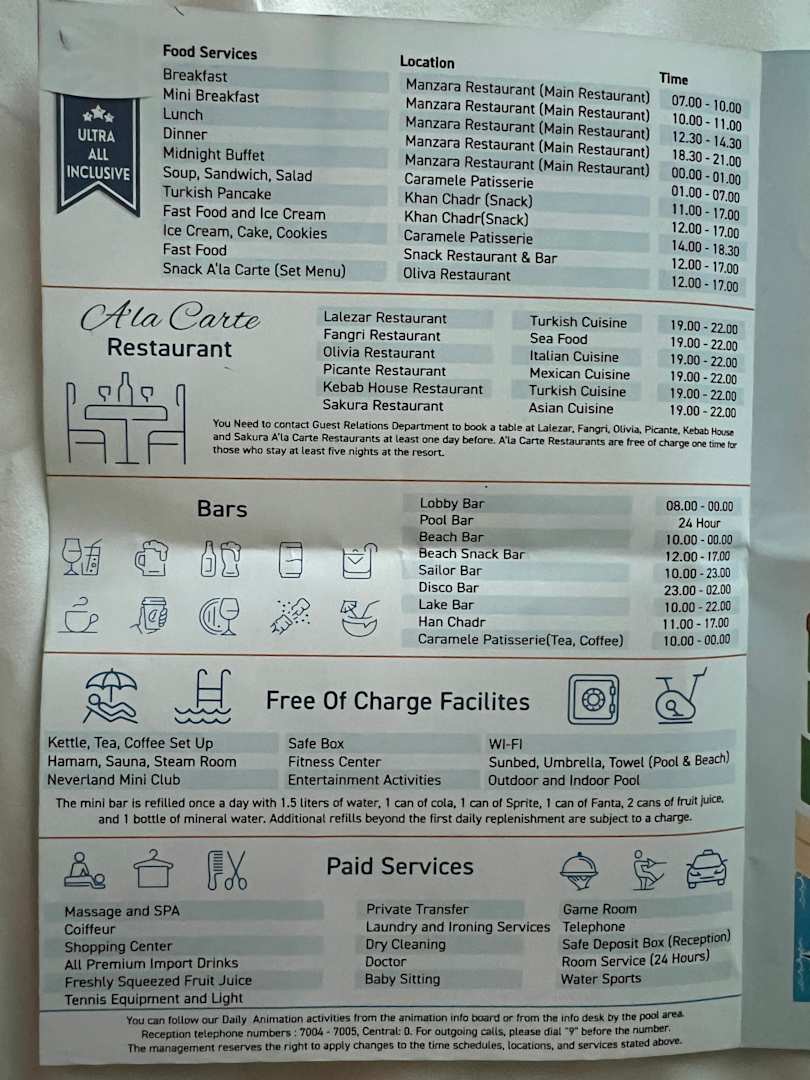 Food Services Location Time
Breakfast Manzara Restaurant (Main Restaurant) 07.00 - 10.00
Mini Breakfast Manzara Restaurant (Main Restaurant) 10.00 - 11.00
Lunch Manzara Restaurant (Main Restaurant) 12.30 - 14.30
Dinner Manzara Restaurant (Main Restaurant) 18.30 - 21.00
Midnight Buffet Manzara Restaurant (Main Restaurant) 00.00 - 01.00
Soup, Sandwich, Salad Caramele Patisserie 01.00 - 07.00
Turkish Pancake Khan Chadr (Snack) 11.00 - 17.00
Fast Food and Ice Cream Khan Chadr(Snack) 12.00 - 17.00
Ice Cream, Cake, Cookies Caramele Patisserie 14.00 - 18.30
Fast Food Snack Restaurant & Bar 12.00 - 17.00
Snack A'la Carte (Set Menu) Oliva Restaurant 12.00 - 17.00
ULTRA
ALL
INCLUSIVE
A'la Carte
Restaurant
Lalezar Restaurant Turkish Cuisine 19.00 - 22.00
Fangri Restaurant Sea Food 19.00 - 22.00
Olivia Restaurant Italian Cuisine 19.00 - 22.00
Picante Restaurant Mexican Cuisine 19.00 - 22.00
Kebab House Restaurant Turkish Cuisine 19.00 - 22.00
Sakura Restaurant Asian Cuisine 19.00 - 22.00
You Need to contact Guest Relations Department to book a table at Lalezar, Fangri, Olivia, Picante, Kebab House
and Sakura A'la Carte Restaurants at least one day before. A'la Carte Restaurants are free of charge one time for
those who stay at least five nights at the resort.
Bars
Lobby Bar 08.00 - 00.00
Pool Bar 24 Hour
Beach Bar 10.00 - 00.00
Beach Snack Bar 12.00 - 17.00
Sailor Bar 10.00 - 23.00
Disco Bar 23.00 - 02.00
Lake Bar 10.00 - 22.00
Han Chadr 11.00 - 17.00
Caramele Patisserie(Tea, Coffee) 10.00 - 00.00
Free Of Charge Facilites
Kettle, Tea, Coffee Set Up Safe Box WI-FI
Hamam, Sauna, Steam Room Fitness Center Sunbed, Umbrella, Towel (Pool & Beach)
Neverland Mini Club Entertainment Activities Outdoor and Indoor Pool
The mini bar is refilled once a day with 1.5 liters of water, 1 can of cola, 1 can of Sprite, 1 can of Fanta, 2 cans of fruit juice,
and 1 bottle of mineral water. Additional refills beyond the first daily replenishment are subject to a charge.
Paid Services
Massage and SPA Private Transfer Game Room
Coiffeur Laundry and Ironing Services Telephone
Shopping Center Dry Cleaning Safe Deposit Box (Reception)
All Premium Import Drinks Doctor Room Service (24 Hours)
Freshly Squeezed Fruit Juice Baby Sitting Water Sports
Tennis Equipment and Light
You can follow our Daily Animation activities from the animation info board or from the info desk by the pool area.
Reception telephone numbers : 7004 - 7005, Central: 0. For outgoing calls, please dial "9" before the number.
The management reserves the right to apply changes to the time schedules, locations, and services stated above.